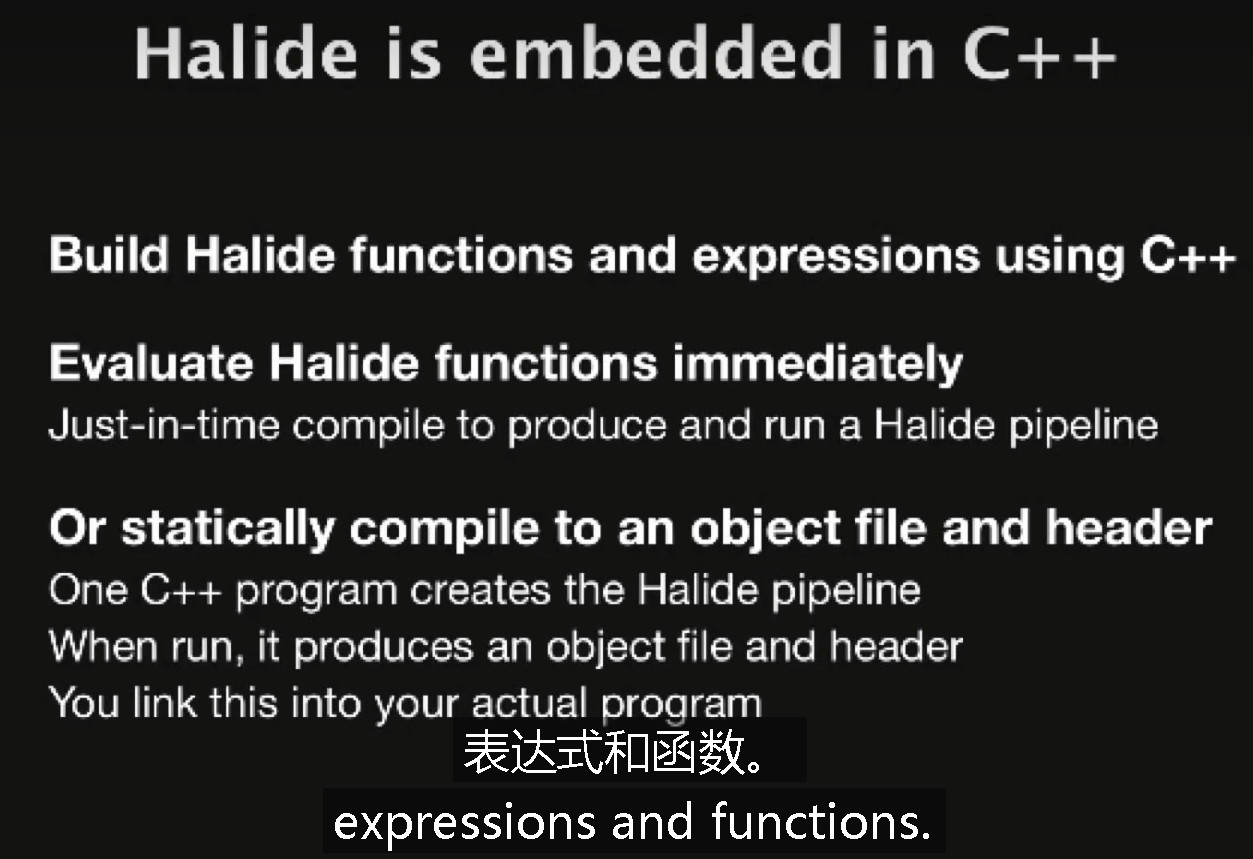 Halide is embedded in C++
Build Halide functions and expressions using C++
Evaluate Halide functions immediately
Just-in-time compile to produce and run a Halide pipeline
Or statically compile to an object file and header
One C++ program creates the Halide pipeline
When run, it produces an object file and header
You link this into your actual program
表达式和函数。
expressions and functions.